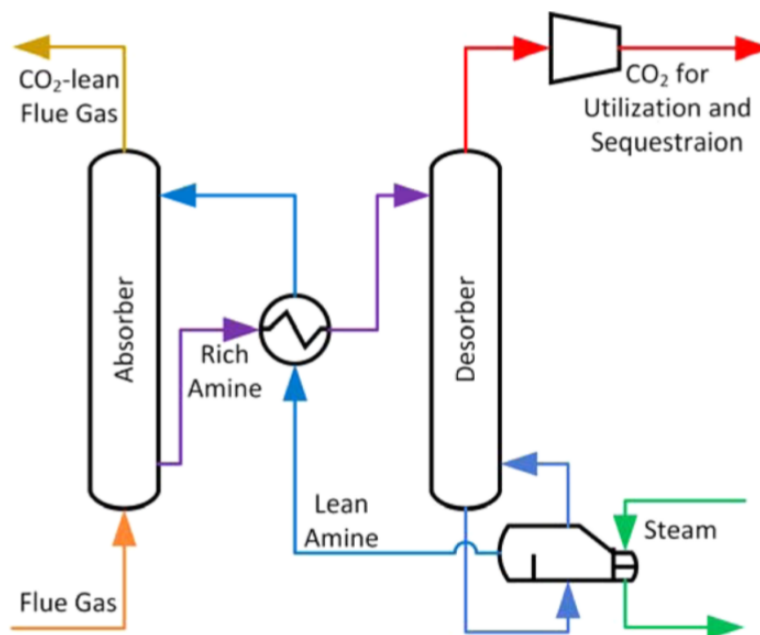 CO₂-lean
Flue Gas
CO₂ for
Utilization and
Sequestraion
Absorber
Desorber
Rich
Amine
Lean
Amine
Steam
Flue Gas